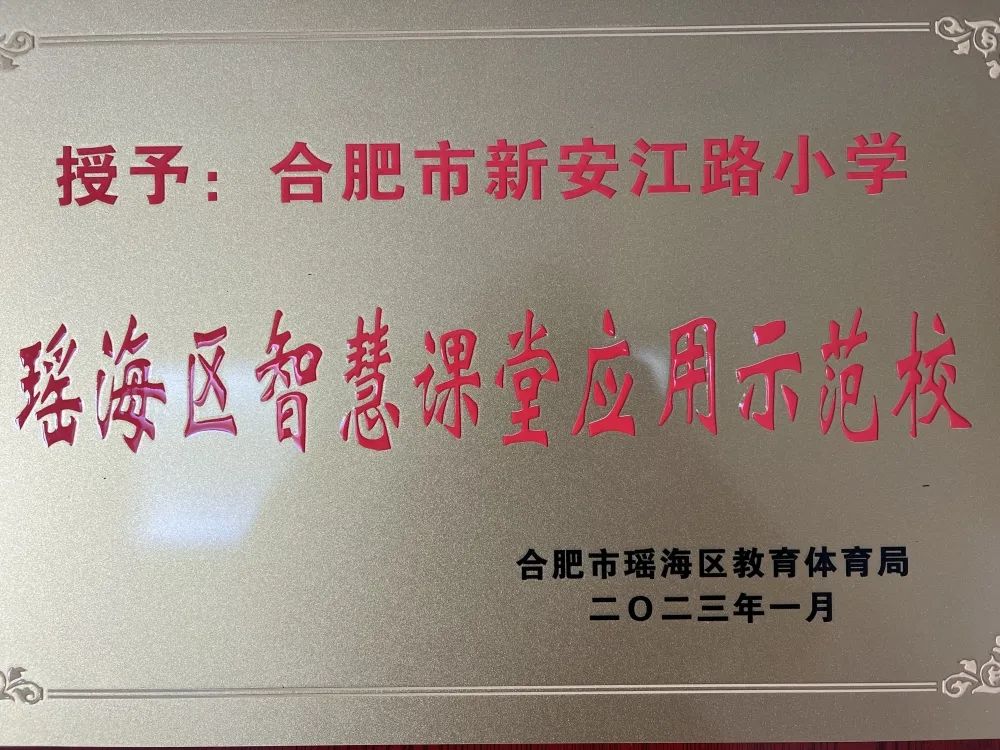 授予：合肥市新安江路小学
瑶海区智慧课堂应用示范校
合肥市瑶海区教育体育局
二〇二三年一月